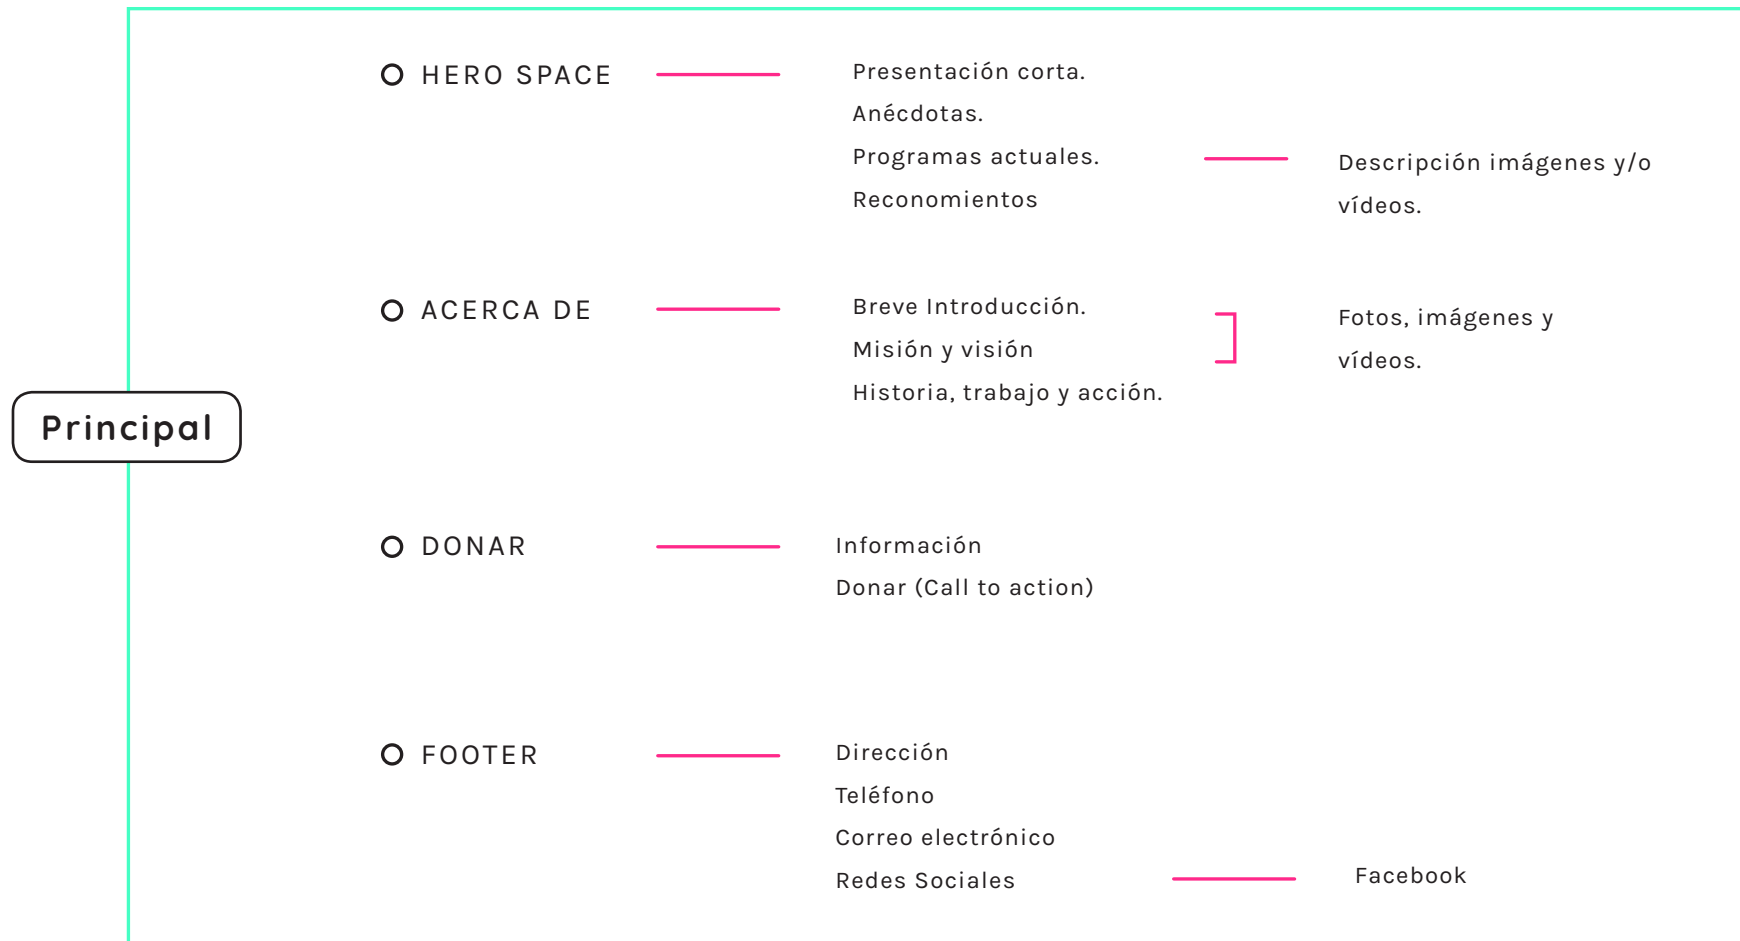 HERO SPACE
Presentación corta.
Anécdotas.
Programas actuales.
Reconomientos
Descripción imágenes y/o
vídeos.
ACERCA DE
Breve Introducción.
Misión y visión
Historia, trabajo y acción.
Fotos, imágenes y
vídeos.
Principal
DONAR
Información
Donar (Call to action)
FOOTER
Dirección
Teléfono
Correo electrónico
Redes Sociales
Facebook